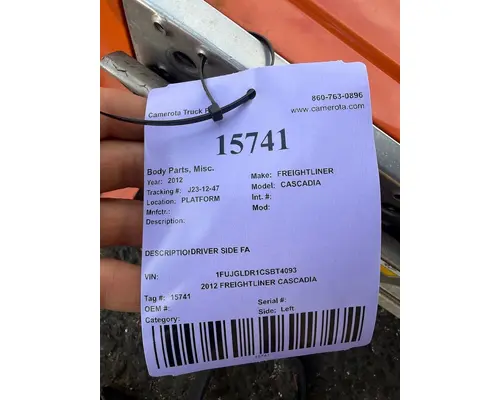 Camerota Truck P
860-763-0896
www.camerota.com
15741
Body Parts, Misc.
Year: 2012
Make: FREIGHTLINER
Tracking #: J23-12-47
Model: CASCADIA
Location: PLATFORM
Int. #:
Mnfctr.:
Mod:
DESCRIPTION: DRIVER SIDE FA
VIN: 1FUJGLDR1CSBT4093
2012 FREIGHTLINER CASCADIA
Tag #: 15741
Serial #:
OEM #:
Side: Left
Category: